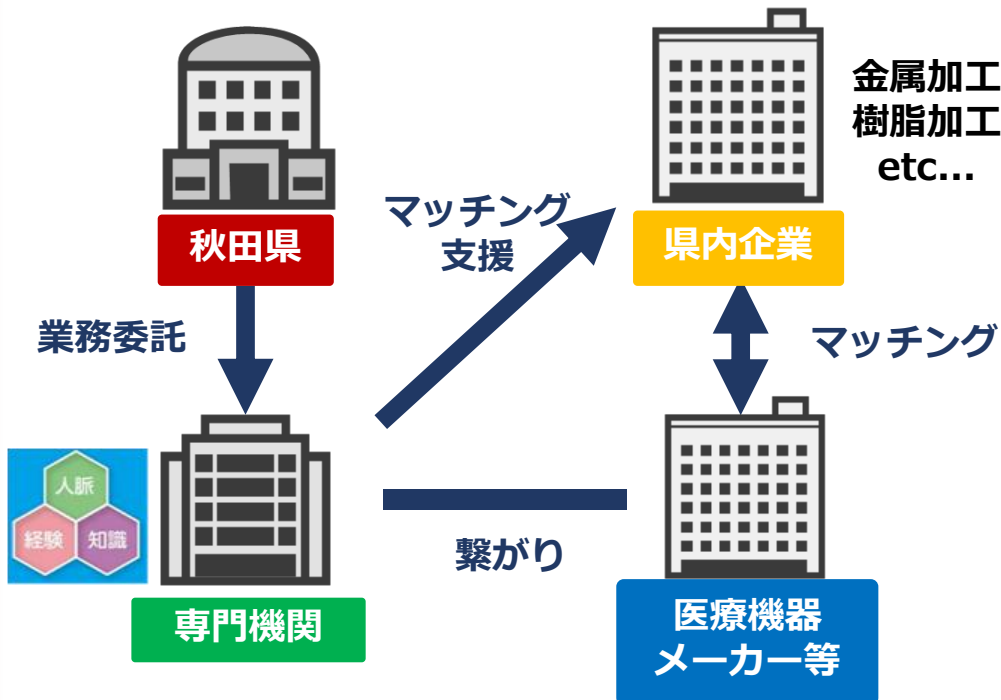 金属加工
樹脂加工
etc...
秋田県
マッチング
支援
県内企業
業務委託
マッチング
人脈
経験
知識
繋がり
専門機関
医療機器
メーカー等